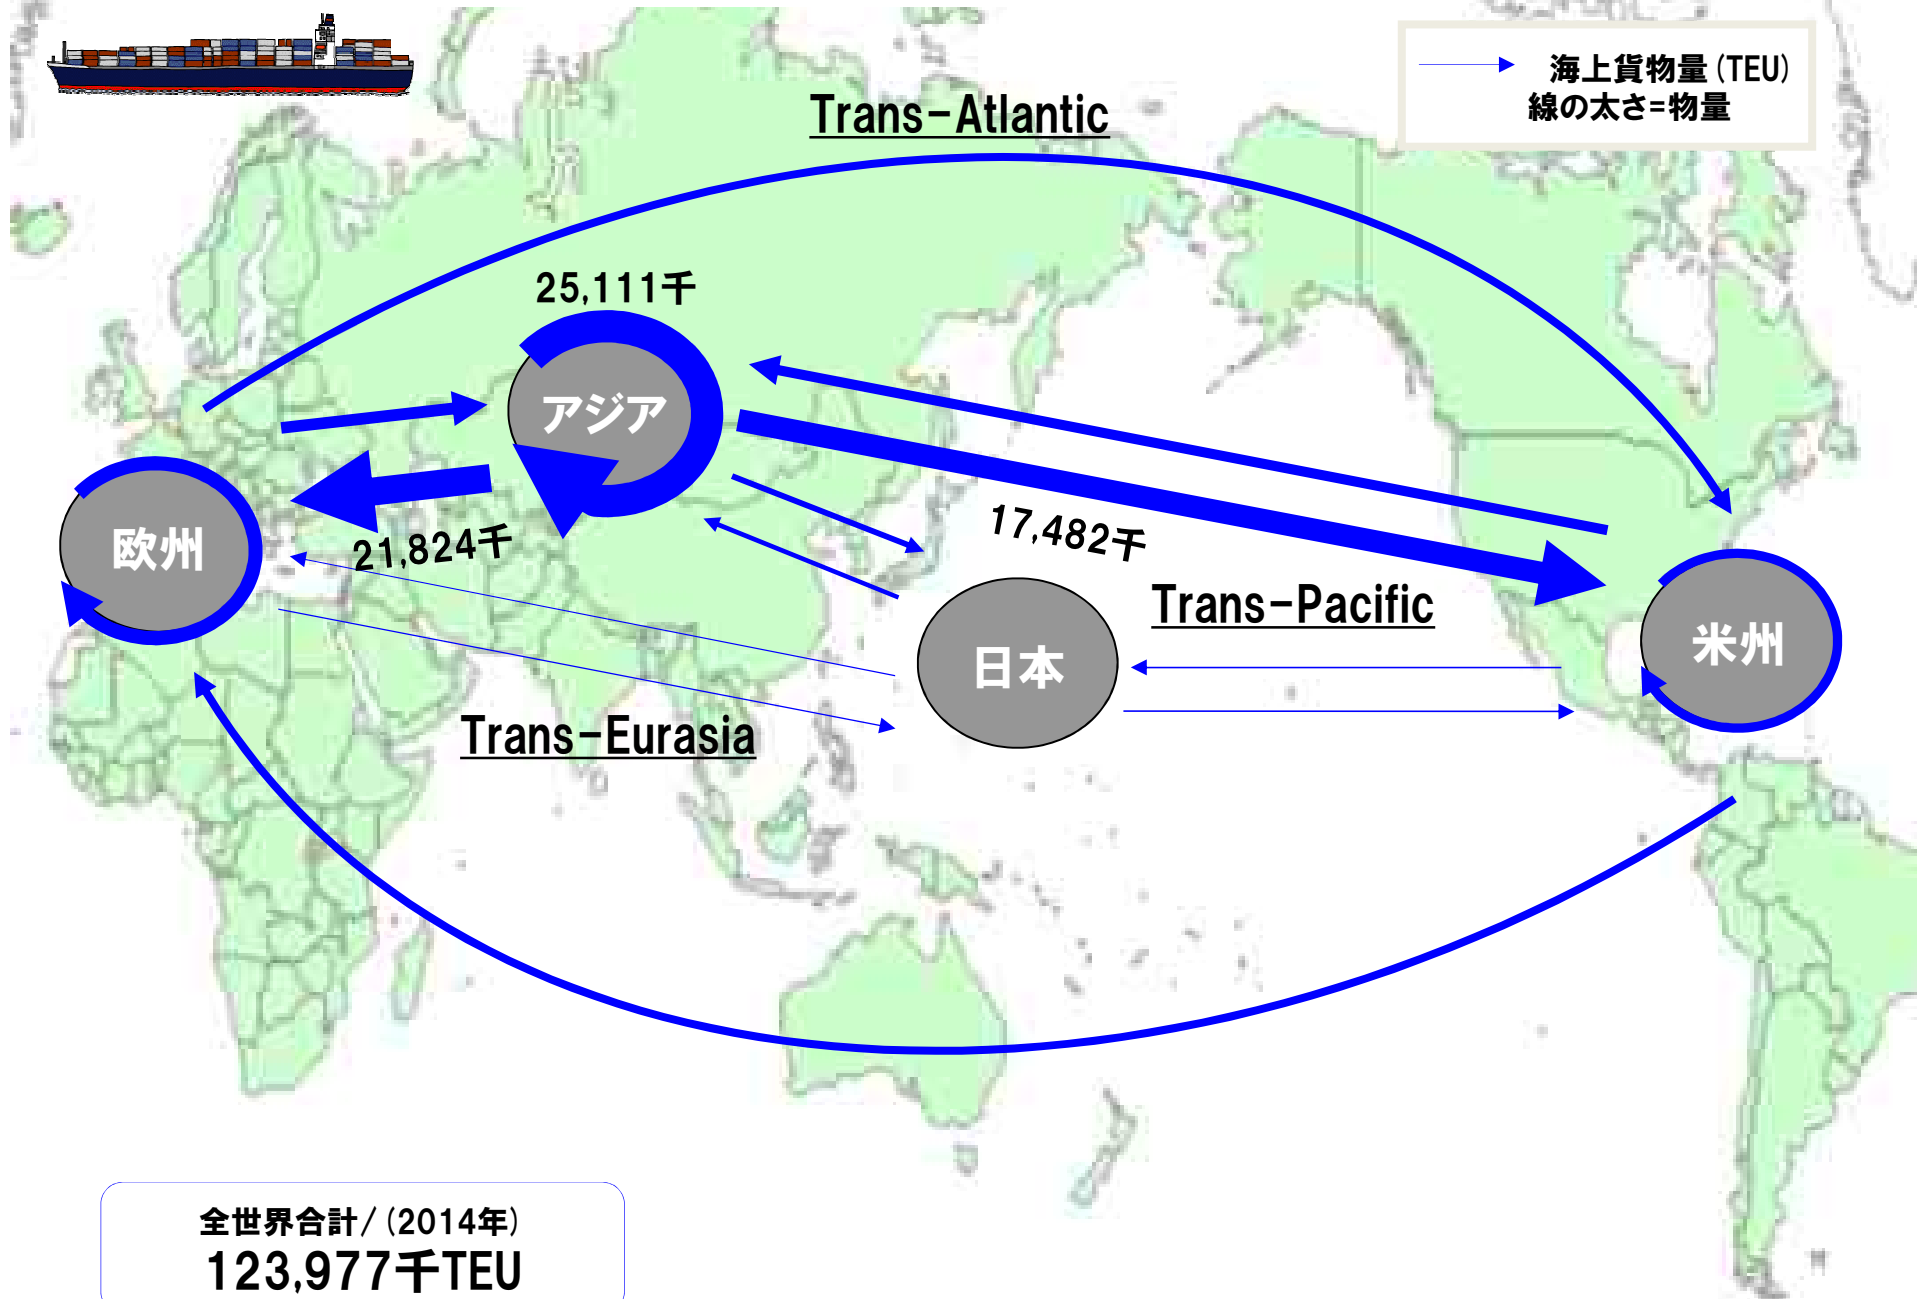 海上貨物量(TEU)
線の太さ=物量
Trans-Atlantic
25,111千
アジア
欧州
21,824千
17,482千
Trans-Pacific
日本
米州
Trans-Eurasia
全世界合計/(2014年)
123,977千TEU